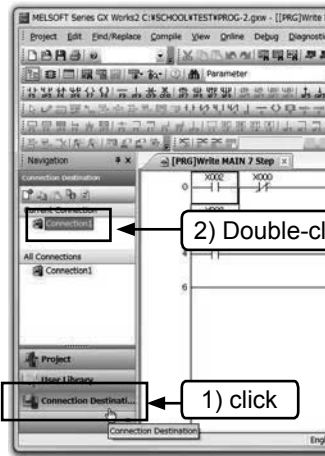 MELSOFT Series GX Works2 C:¥SCHOOL¥TEST¥PROG-2.gxw - [[PRG]Write
Project Edit Find/Replace Compile View Online Debug Diagnosti
Parameter
Navigation
[PRG]Write MAIN 7 Step
Connection Destination
X002 X000
0
Current Connection
Connection1
2) Double-cl
All Connections
4
Connection1
6
Project
User Library
Connection Destinati...
1) click
Connection Destination
Engl